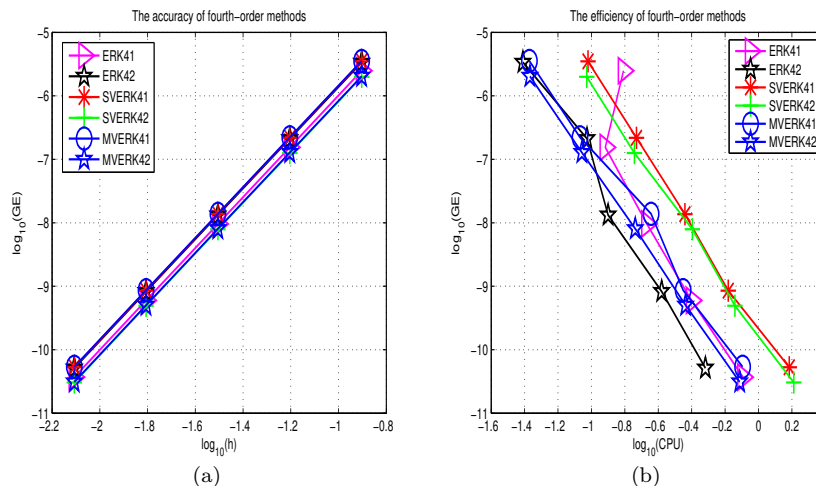 The accuracy of fourth-order methods
ERK41
ERK42
SVERK41
SVERK42
MVERK41
MVERK42
-5
-6
-7
-8
-9
-10
-11
log10(GE)
-2.2
-2
-1.8
-1.6
-1.4
-1.2
-1
-0.8
log10(h)
(a)
The efficiency of fourth-order methods
ERK41
ERK42
SVERK41
SVERK42
MVERK41
MVERK42
-5
-6
-7
-8
-9
-10
-11
log10(GE)
-1.6
-1.4
-1.2
-1
-0.8
-0.6
-0.4
-0.2
0
0.2
log10(CPU)
(b)